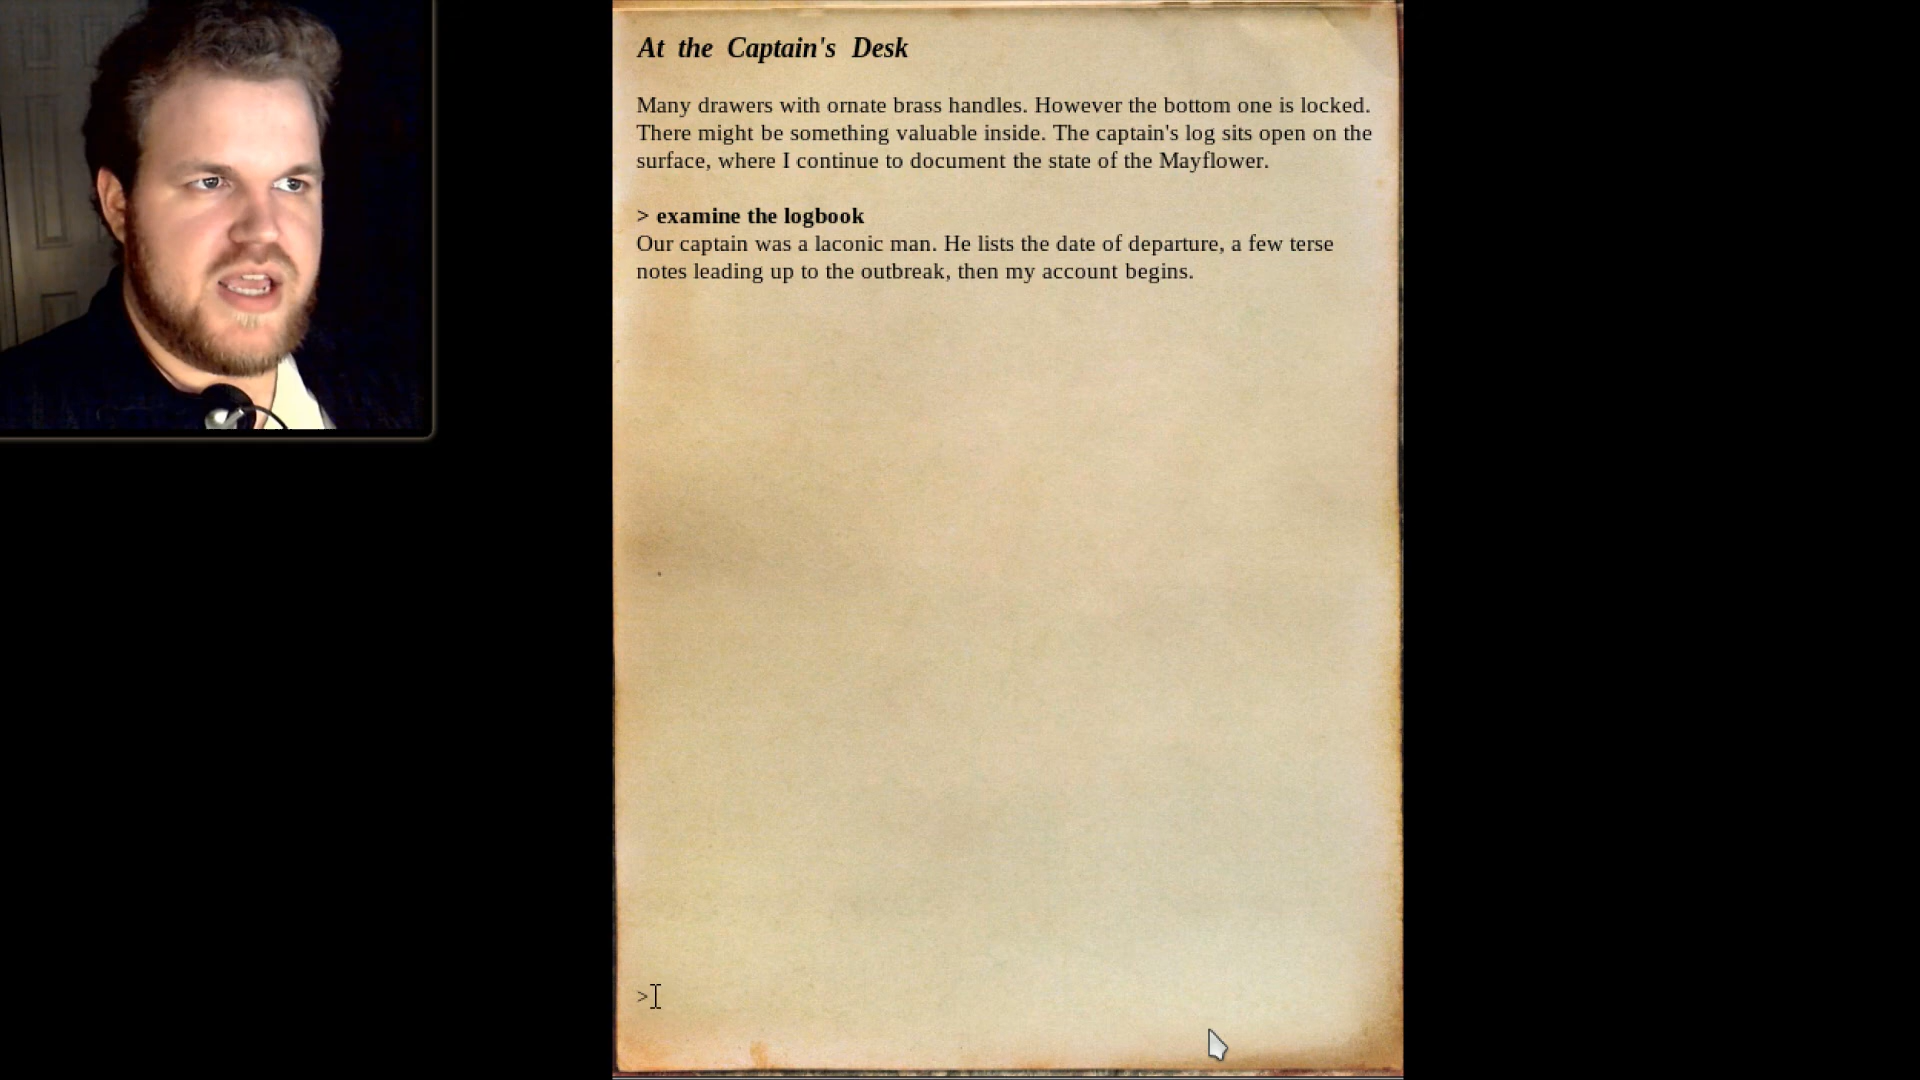 At the Captain's Desk
Many drawers with ornate brass handles. However the bottom one is locked.
There might be something valuable inside. The captain's log sits open on the
surface, where I continue to document the state of the Mayflower.
> examine the logbook
Our captain was a laconic man. He lists the date of departure, a few terse
notes leading up to the outbreak, then my account begins.
>